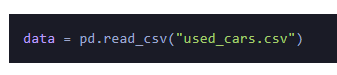 data = pd.read_csv("used_cars.csv")